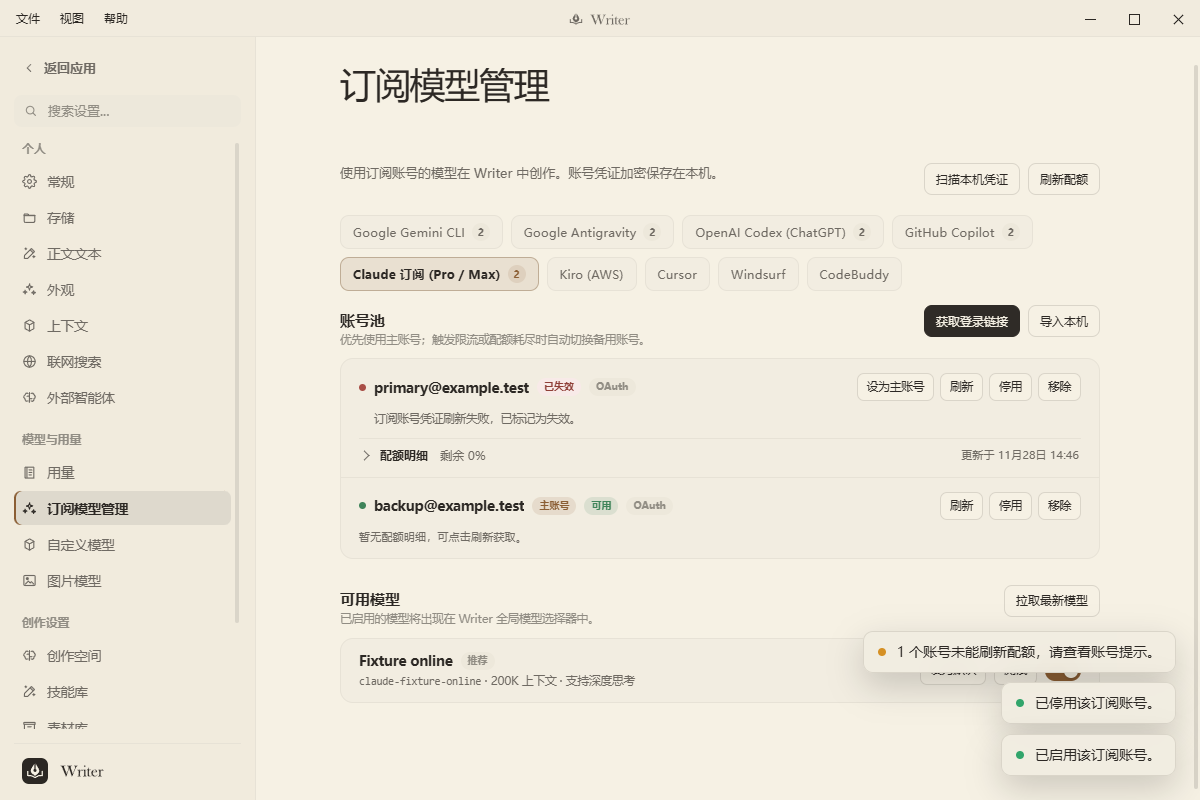 文件 视图 帮助
Writer
返回应用
搜索设置...
个人
常规
存储
正文文本
外观
上下文
联网搜索
外部智能体
模型与用量
用量
订阅模型管理
自定义模型
图片模型
创作设置
创作空间
技能库
素材库
Writer
订阅模型管理
使用订阅账号的模型在 Writer 中创作。账号凭证加密保存在本机。
扫描本机凭证 刷新配额
Google Gemini CLI 2 Google Antigravity 2 OpenAI Codex (ChatGPT) 2 GitHub Copilot 2
Claude 订阅 (Pro / Max) 2 Kiro (AWS) Cursor Windsurf CodeBuddy
账号池
优先使用主账号；触发限流或配额耗尽时自动切换备用账号。
获取登录链接 导入本机
primary@example.test 已失效 OAuth 设为主账号 刷新 停用 移除
订阅账号凭证刷新失败，已标记为失效。
配额明细 剩余 0% 更新于 11月28日 14:46
backup@example.test 主账号 可用 OAuth 刷新 停用 移除
暂无配额明细，可点击刷新获取。
可用模型
已启用的模型将出现在 Writer 全局模型选择器中。
拉取最新模型
Fixture online 推荐
claude-fixture-online · 200K 上下文 · 支持深度思考
1 个账号未能刷新配额，请查看账号提示。
已停用该订阅账号。
已启用该订阅账号。